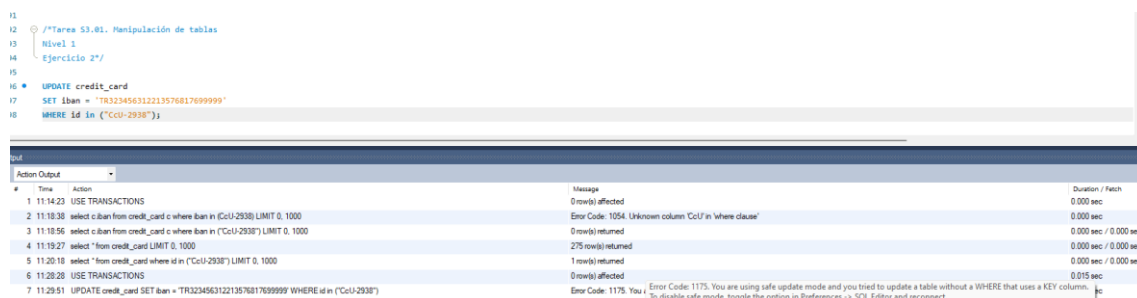 /*Tarea S3.01. Manipulación de tablas
Nivel 1
Ejercicio 2*/
UPDATE credit_card
SET iban = 'TR323456312213576817699999'
WHERE id in ("CcU-2938");
Action Output
# Time Action Message Duration / Fetch
1 11:14:23 USE TRANSACTIONS 0 row(s) affected 0.000 sec
2 11:18:38 select c.iban from credit_card c where iban in (CcU-2938) LIMIT 0, 1000 Error Code: 1054. Unknown column 'CcU' in 'where clause' 0.000 sec
3 11:18:56 select c.iban from credit_card c where iban in ("CcU-2938") LIMIT 0, 1000 0 row(s) returned 0.000 sec / 0.000 se
4 11:19:27 select * from credit_card LIMIT 0, 1000 275 row(s) returned 0.000 sec / 0.000 se
5 11:20:18 select * from credit_card where id in ("CcU-2938") LIMIT 0, 1000 1 row(s) returned 0.000 sec / 0.000 se
6 11:28:28 USE TRANSACTIONS 0 row(s) affected 0.015 sec
7 11:29:51 UPDATE credit_card SET iban = 'TR323456312213576817699999' WHERE id in ("CcU-2938") Error Code: 1175. You
Error Code: 1175. You are using safe update mode and you tried to update a table without a WHERE that uses a KEY column.
To disable safe mode, toggle the option in Preferences -> SQL Editor and reconnect.